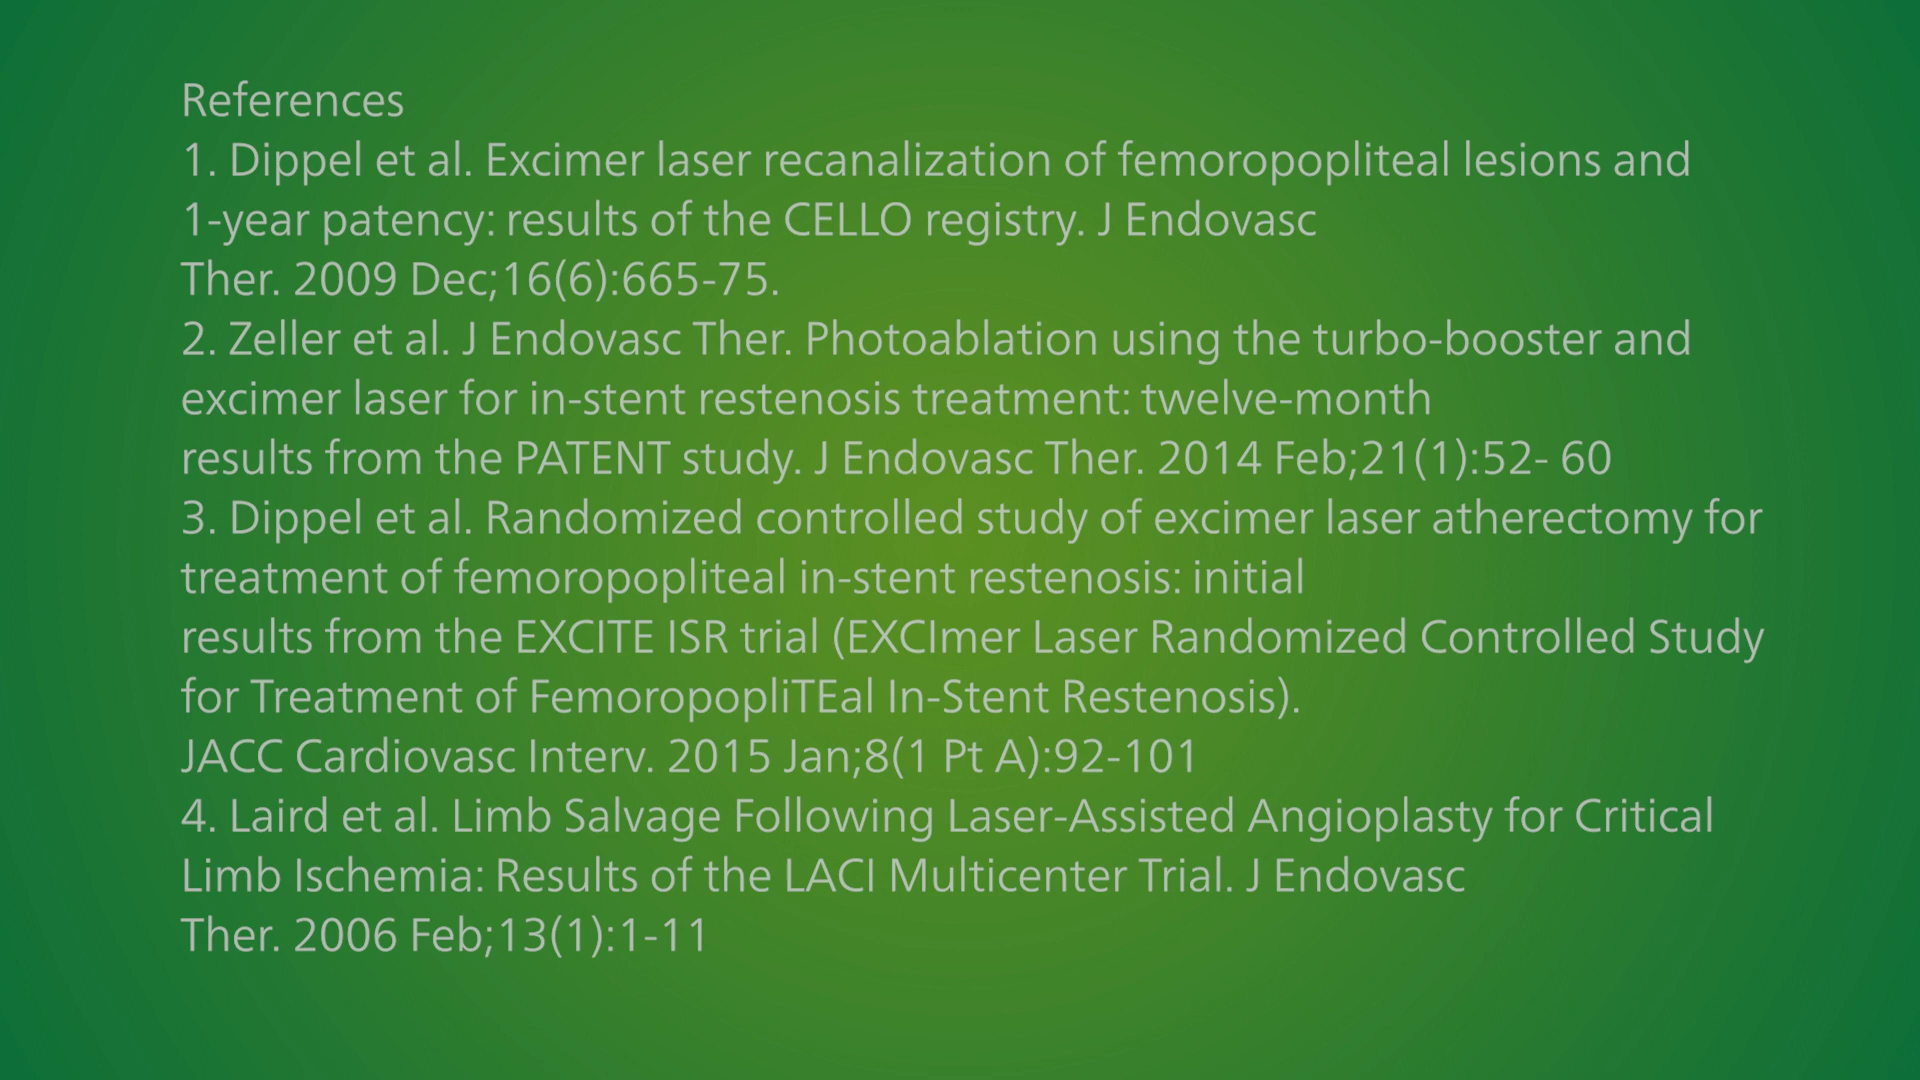 References
1. Dippel et al. Excimer laser recanalization of femoropopliteal lesions and
1-year patency: results of the CELLO registry. J Endovasc
Ther. 2009 Dec;16(6):665-75.
2. Zeller et al. J Endovasc Ther. Photoablation using the turbo-booster and
excimer laser for in-stent restenosis treatment: twelve-month
results from the PATENT study. J Endovasc Ther. 2014 Feb;21(1):52- 60
3. Dippel et al. Randomized controlled study of excimer laser atherectomy for
treatment of femoropopliteal in-stent restenosis: initial
results from the EXCITE ISR trial (EXCImer Laser Randomized Controlled Study
for Treatment of FemoropopliTEal In-Stent Restenosis).
JACC Cardiovasc Interv. 2015 Jan;8(1 Pt A):92-101
4. Laird et al. Limb Salvage Following Laser-Assisted Angioplasty for Critical
Limb Ischemia: Results of the LACI Multicenter Trial. J Endovasc
Ther. 2006 Feb;13(1):1-11